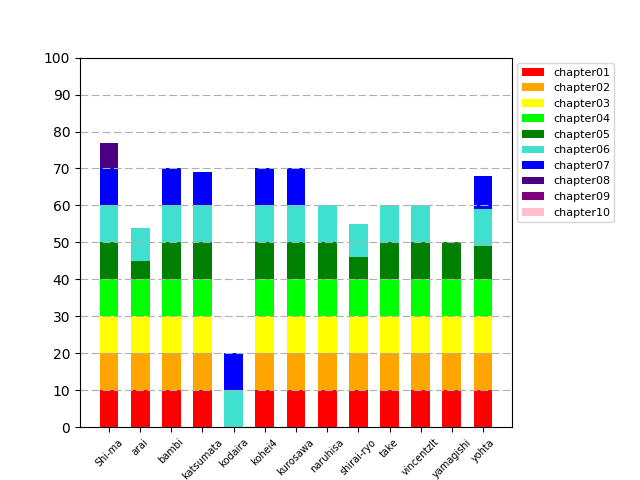 100
90
80
70
60
50
40
30
20
10
0
Shi-ma
arai
bambi
katsumata
kodaira
kohei4
kurosawa
naruhisa
shirai-ryo
take
vincentzlt
yamagishi
yohta
chapter01
chapter02
chapter03
chapter04
chapter05
chapter06
chapter07
chapter08
chapter09
chapter10